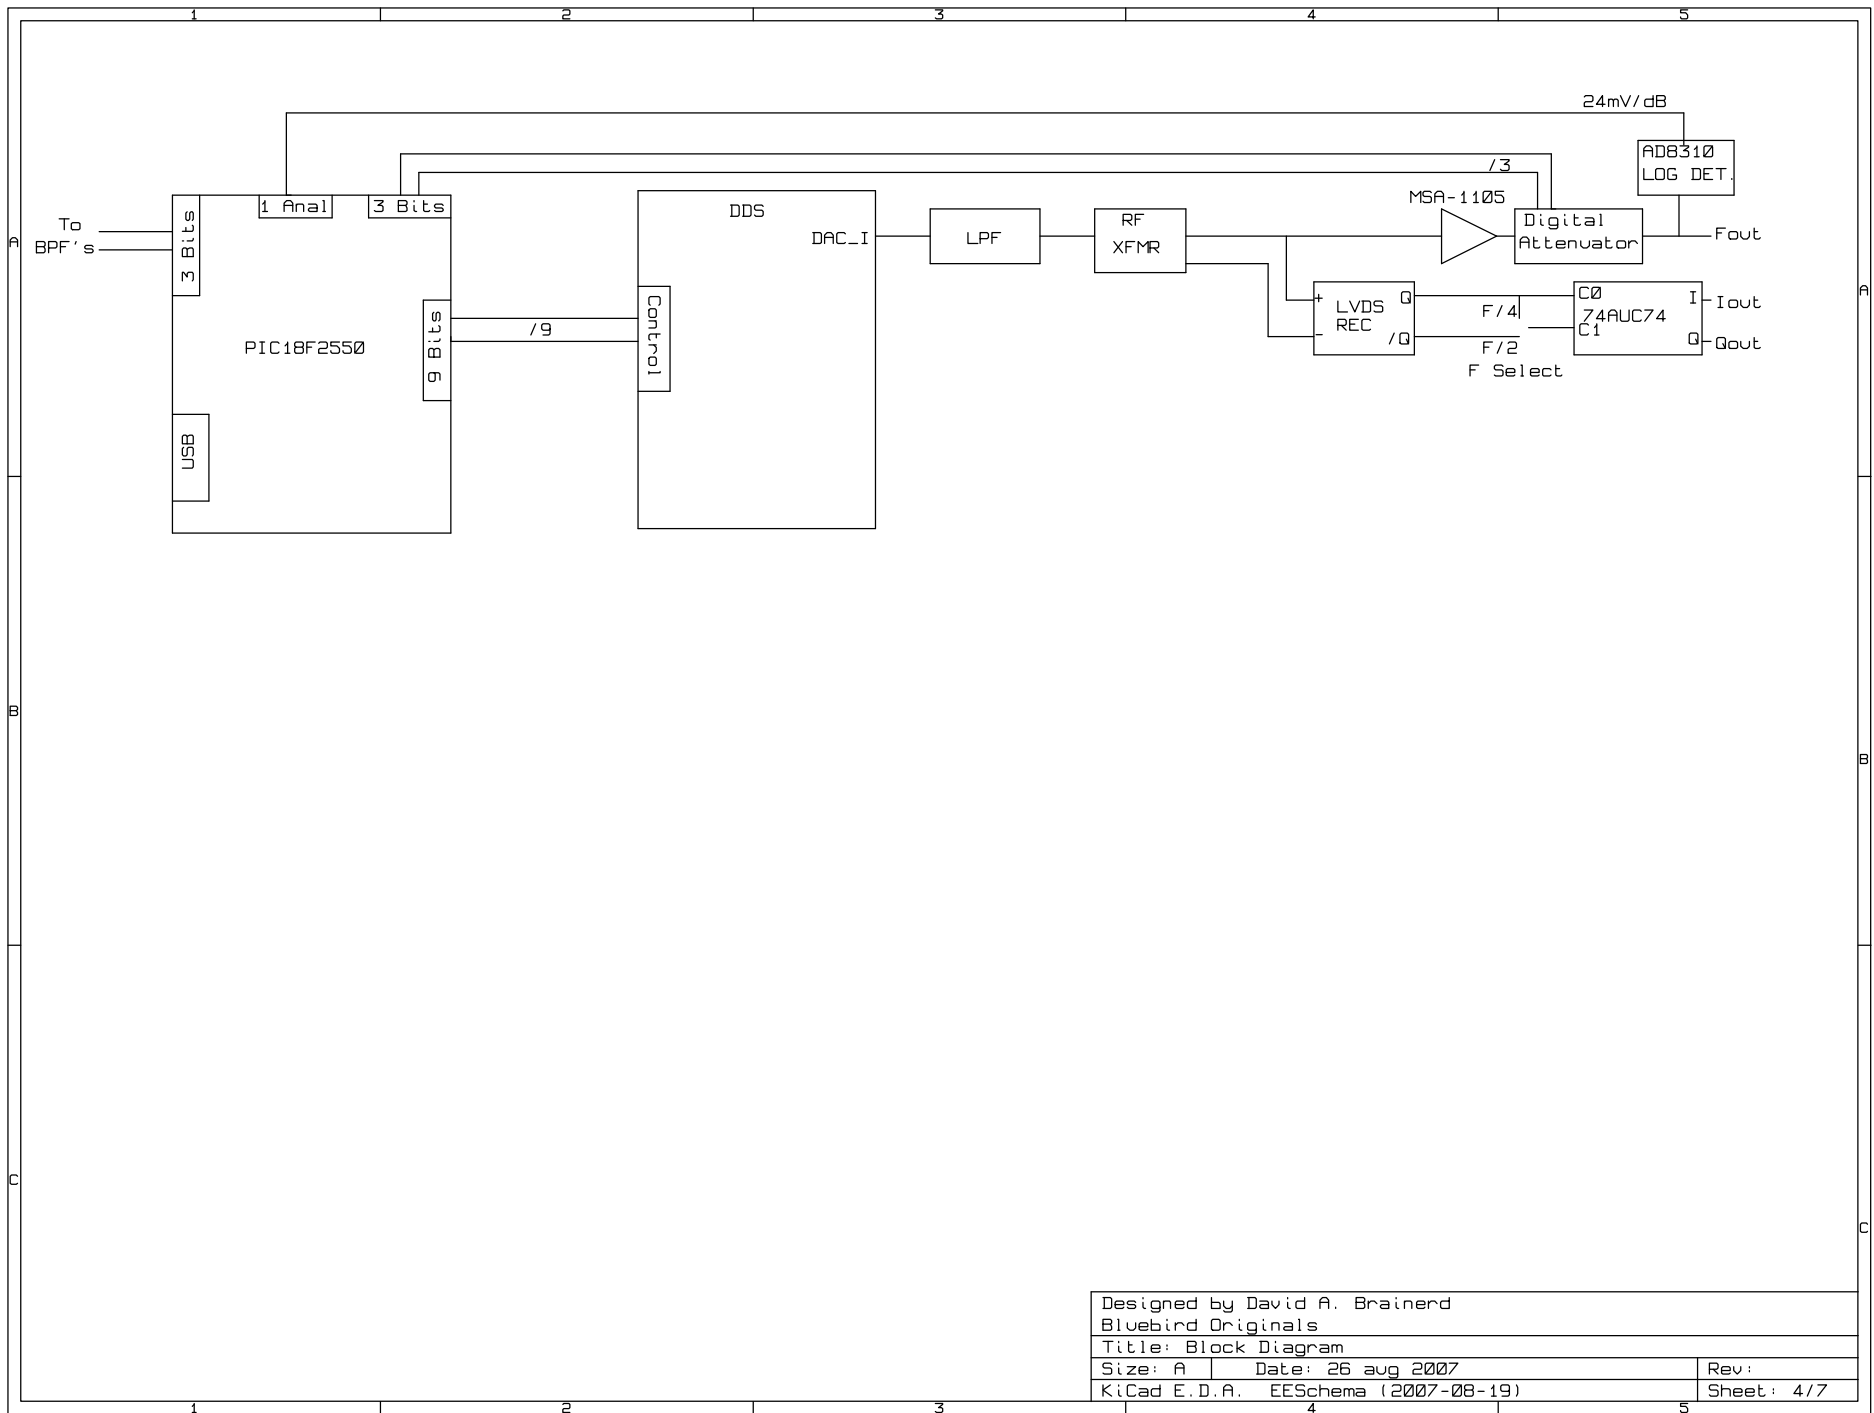 1 2 3 4 5
24mV/dB
AD8310
LOG DET.
/3
MSA-1105
1 Anal
3 Bits
DDS
To
BPF's
3 Bits
DAC_I
LPF
RF
XFMR
Digital
Attenuator
Fout
A
A
Control
9 Bits
/9
PIC18F2550
+
-
LVDS
REC
Q
/Q
F/4
F/2
F Select
C0
74AUC74
C1
I
Q
Iout
Qout
USB
B
B
C
C
Designed by David A. Brainerd
Bluebird Originals
Title: Block Diagram
Size: A
Date: 26 aug 2007
Rev:
KiCad E.D.A. EESchema (2007-08-19)
Sheet: 4/7
1 2 3 4 5